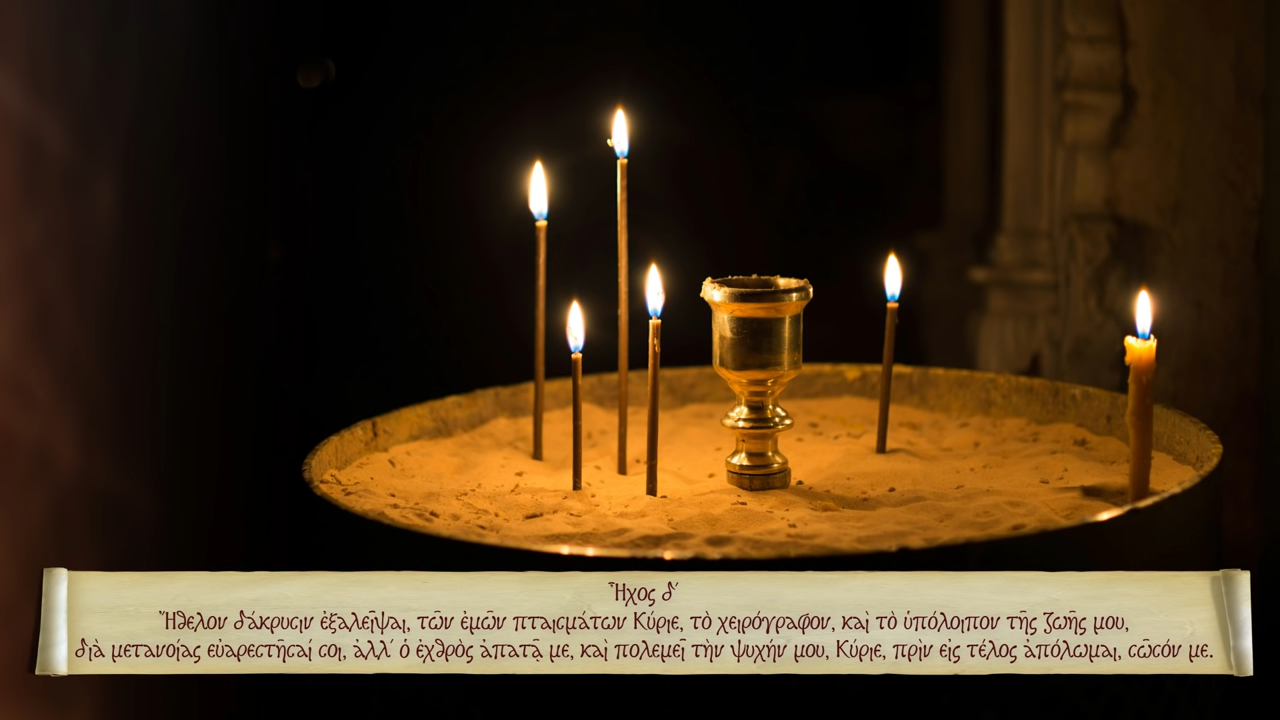 Ἦχος δ´
Ἤθελον δάκρυσιν ἐξαλεῖψαι, τῶν ἐμῶν πταισμάτων Κύριε, τὸ χειρόγραφον, καὶ τὸ ὑπόλοιπον τῆς ζωῆς μου,
διὰ μετανοίας εὐαρεστῆσαί σοι, ἀλλ' ὁ ἐχθρὸς ἀπατᾷ με, καὶ πολεμεῖ τὴν ψυχήν μου, Κύριε, πρὶν εἰς τέλος ἀπόλωμαι, σῶσόν με.